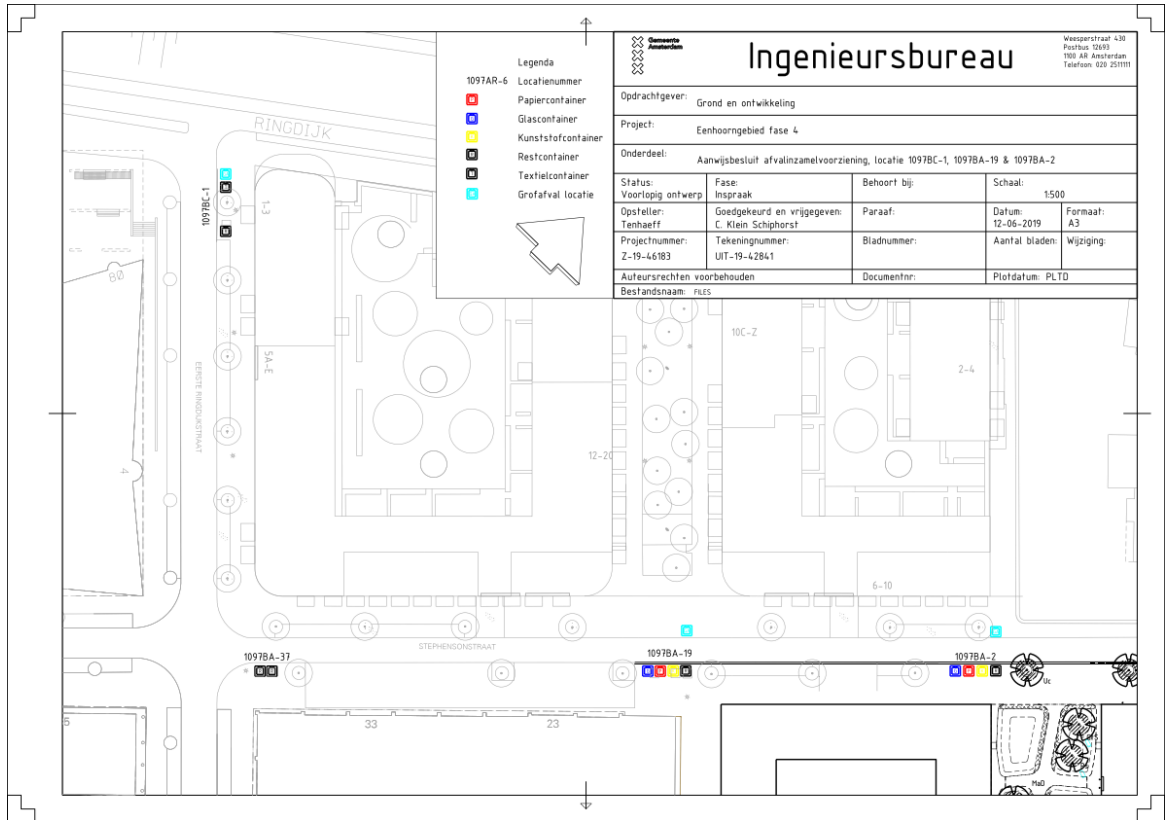 Legenda
1097AR-6 Locatienummer
Papiercontainer
Glascontainer
Kunststofcontainer
Restcontainer
Textielcontainer
Grofafval locatie
Gemeente
Amsterdam
Ingenieursbureau
Weesperstraat 430
Postbus 12693
1100 AR Amsterdam
Telefoon: 020 2511111
Opdrachtgever: Grond en ontwikkeling
Project: Eenhoorngebied fase 4
Onderdeel: Aanwijsbesluit afvalinzamelvoorziening, locatie 1097BC-1, 1097BA-19 & 1097BA-2
Status: Fase: Behoort bij: Schaal:
Voorlopig ontwerp Inspraak 1:500
Opsteller: Goedgekeurd en vrijgegeven: Paraaf: Datum: Formaat:
Tenhaeff C. Klein Schiphorst 12-06-2019 A3
Projectnummer: Tekeningnummer: Bladnummer: Aantal bladen: Wijziging:
Z-19-46183 UIT-19-42841
Auteursrechten voorbehouden Documentnr: Plotdatum: PLTD
Bestandsnaam: FILES
RINGDIJK
1097BC-1
1-3
80
5A-E
EERSTE RINGDIJKSTRAAT
4
10C-Z
2-4
12-20
6-10
STEPHENSONSTRAAT
1097BA-37
1097BA-19
1097BA-2
Uc
33
23
MaD